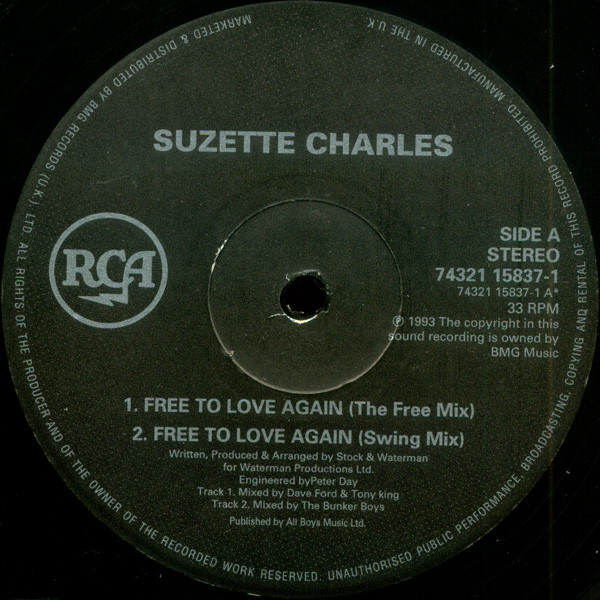 SUZETTE CHARLES
RCA
SIDE A
STEREO
74321 15837-1
74321 15837-1 A*
33 RPM
℗ 1993 The copyright in this
sound recording is owned by
BMG Music
1. FREE TO LOVE AGAIN (The Free Mix)
2. FREE TO LOVE AGAIN (Swing Mix)
Written, Produced & Arranged by Stock & Waterman
for Waterman Productions Ltd.
Engineered byPeter Day
Track 1. Mixed by Dave Ford & Tony king
Track 2. Mixed by The Bunker Boys
Published by All Boys Music Ltd.
MARKETED & DISTRIBUTED BY BMG RECORDS (U.K.) LTD. ALL RIGHTS OF THE PRODUCER AND OF THE OWNER OF THE RECORDED WORK RESERVED. UNAUTHORISED PUBLIC PERFORMANCE, BROADCASTING, COPYING AND RENTAL OF THIS RECORD PROHIBITED. MANUFACTURED IN THE U.K.